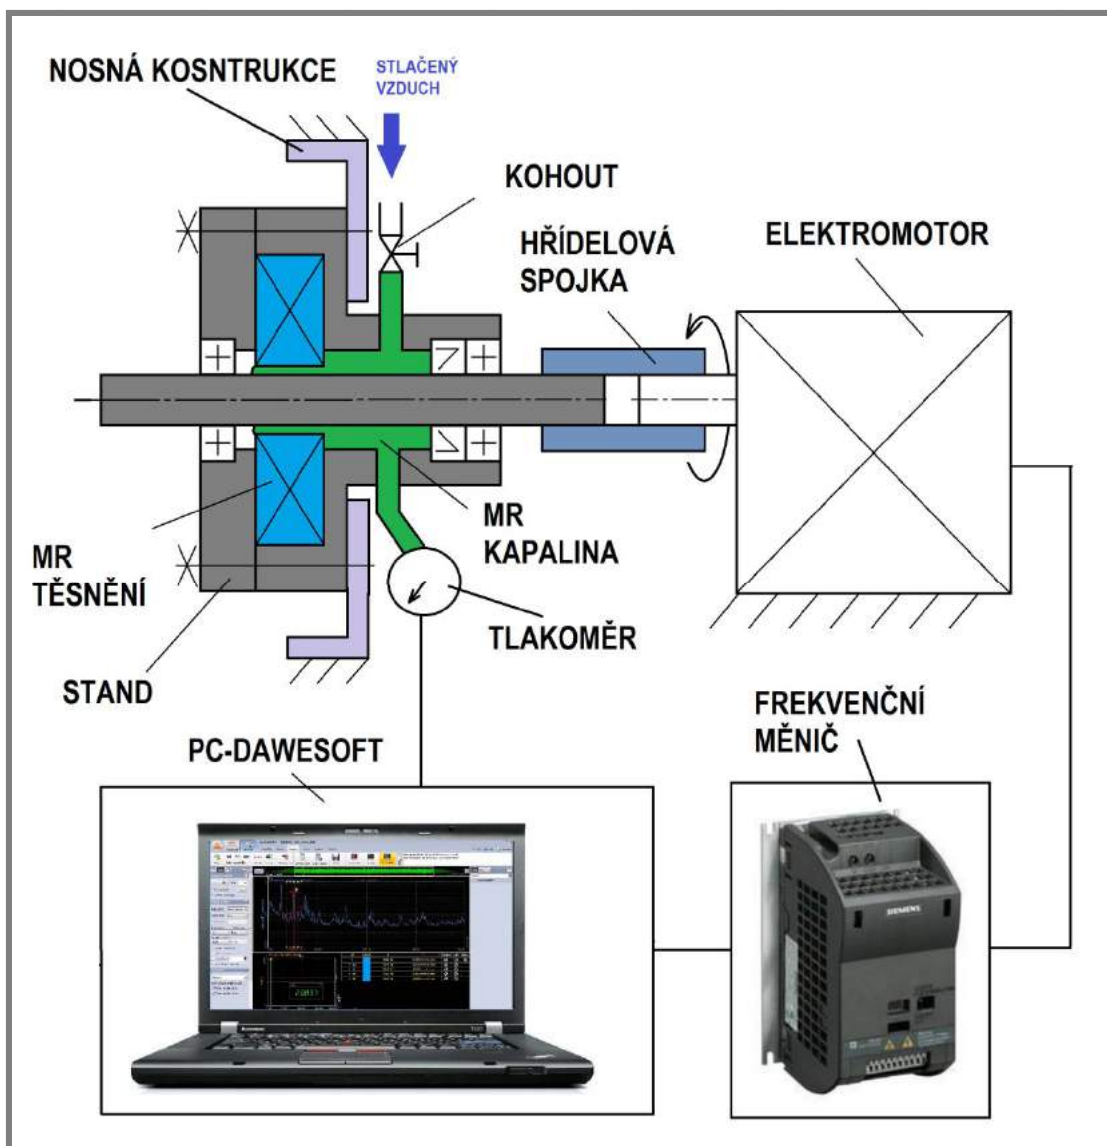 NOSNÁ KOSNTRUKCE
STLAČENÝ
VZDUCH
KOHOUT
HŘÍDELOVÁ
SPOJKA
ELEKTROMOTOR
MR
KAPALINA
MR
TĚSNĚNÍ
TLAKOMĚR
STAND
PC-DAWESOFT
FREKVENČNÍ
MĚNIČ
SIEMENS